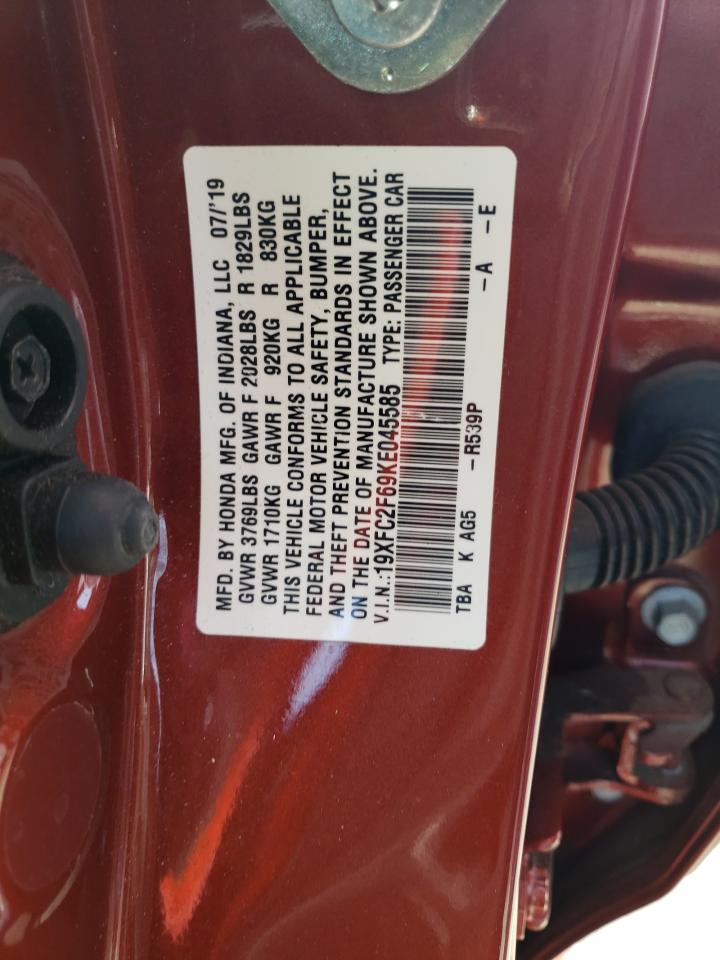 MFD. BY HONDA MFG. OF INDIANA, LLC 07/'19
GVWR 3769LBS GAWR F 2028LBS R 1829LBS
GVWR 1710KG GAWR F 920KG R 830KG
THIS VEHICLE CONFORMS TO ALL APPLICABLE
FEDERAL MOTOR VEHICLE SAFETY, BUMPER,
AND THEFT PREVENTION STANDARDS IN EFFECT
ON THE DATE OF MANUFACTURE SHOWN ABOVE.
V.I.N.:19XFC2F69KE045585 TYPE: PASSENGER CAR
TBA K AG5 -R539P -A -E